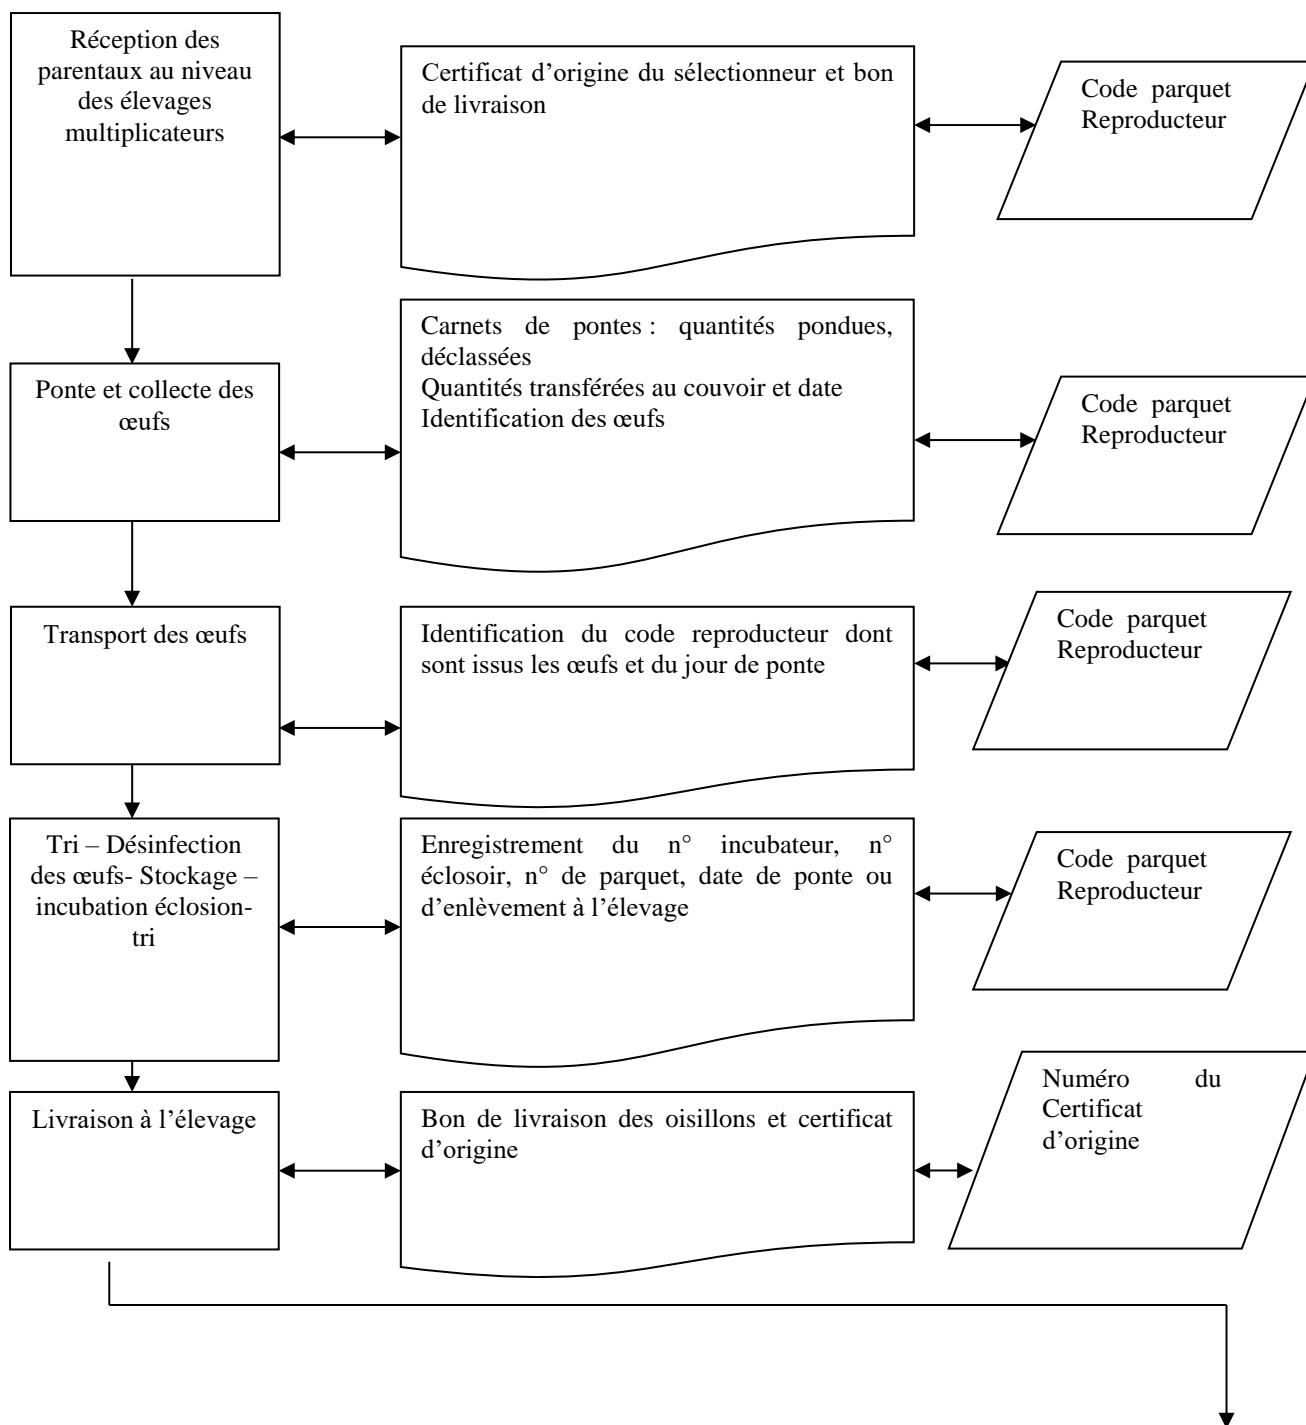 Réception des
parentaux au niveau
des élevages
multiplicateurs
Certificat d’origine du sélectionneur et bon
de livraison
Code parquet
Reproducteur
Ponte et collecte des
œufs
Carnets de pontes : quantités pondues,
déclassées
Quantités transférées au couvoir et date
Identification des œufs
Code parquet
Reproducteur
Transport des œufs
Identification du code reproducteur dont
sont issus les œufs et du jour de ponte
Code parquet
Reproducteur
Tri – Désinfection
des œufs- Stockage –
incubation éclosion-
tri
Enregistrement du n° incubateur, n°
éclosoir, n° de parquet, date de ponte ou
d’enlèvement à l’élevage
Code parquet
Reproducteur
Livraison à l’élevage
Bon de livraison des oisillons et certificat
d’origine
Numéro du
Certificat
d’origine